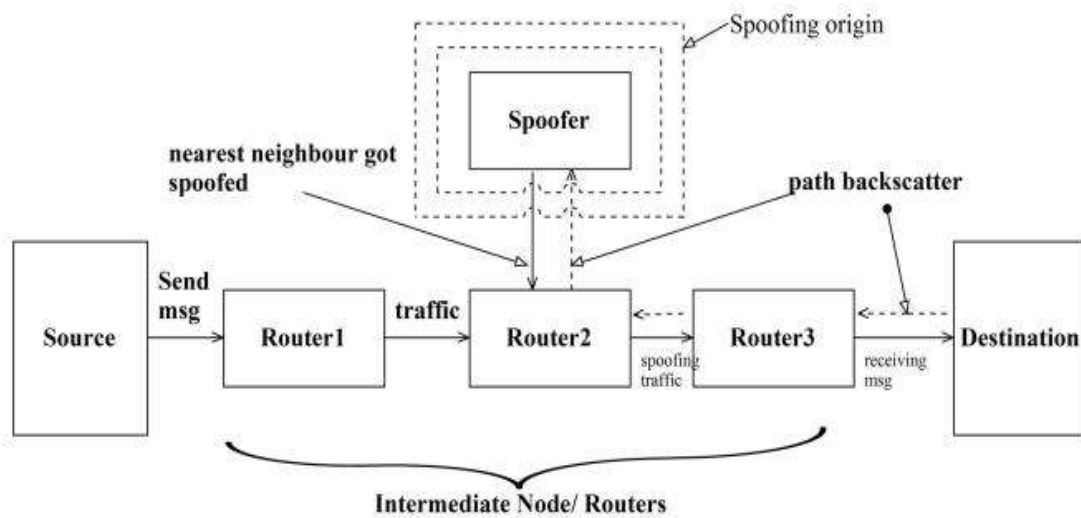 Spoofing origin
Spoofer
nearest neighbour got
spoofed
path backscatter
Source
Send
msg
Router1
traffic
Router2
spoofing
traffic
Router3
receiving
msg
Destination
Intermediate Node/ Routers